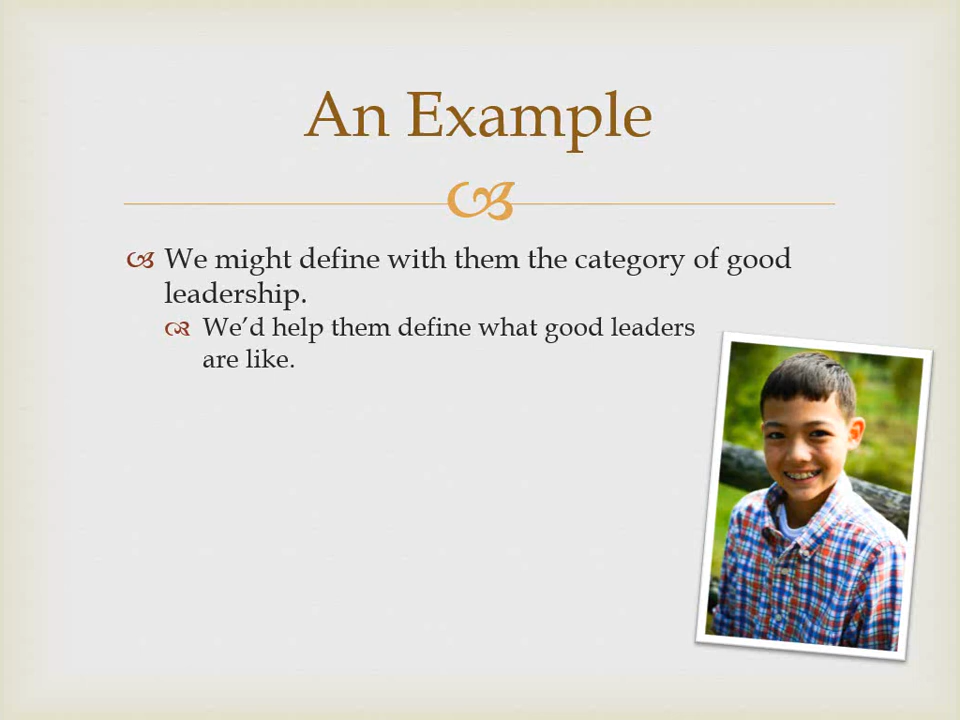 An Example
We might define with them the category of good
leadership.
We’d help them define what good leaders
are like.